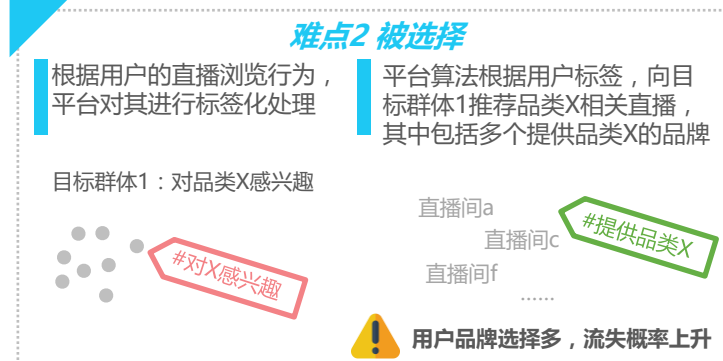 难点2 被选择
根据用户的直播浏览行为，
平台对其进行标签化处理
目标群体1：对品类X感兴趣
#对X感兴趣
平台算法根据用户标签，向目
标群体1推荐品类X相关直播，
其中包括多个提供品类X的品牌
直播间a
直播间c
直播间f
……
#提供品类X
用户品牌选择多，流失概率上升